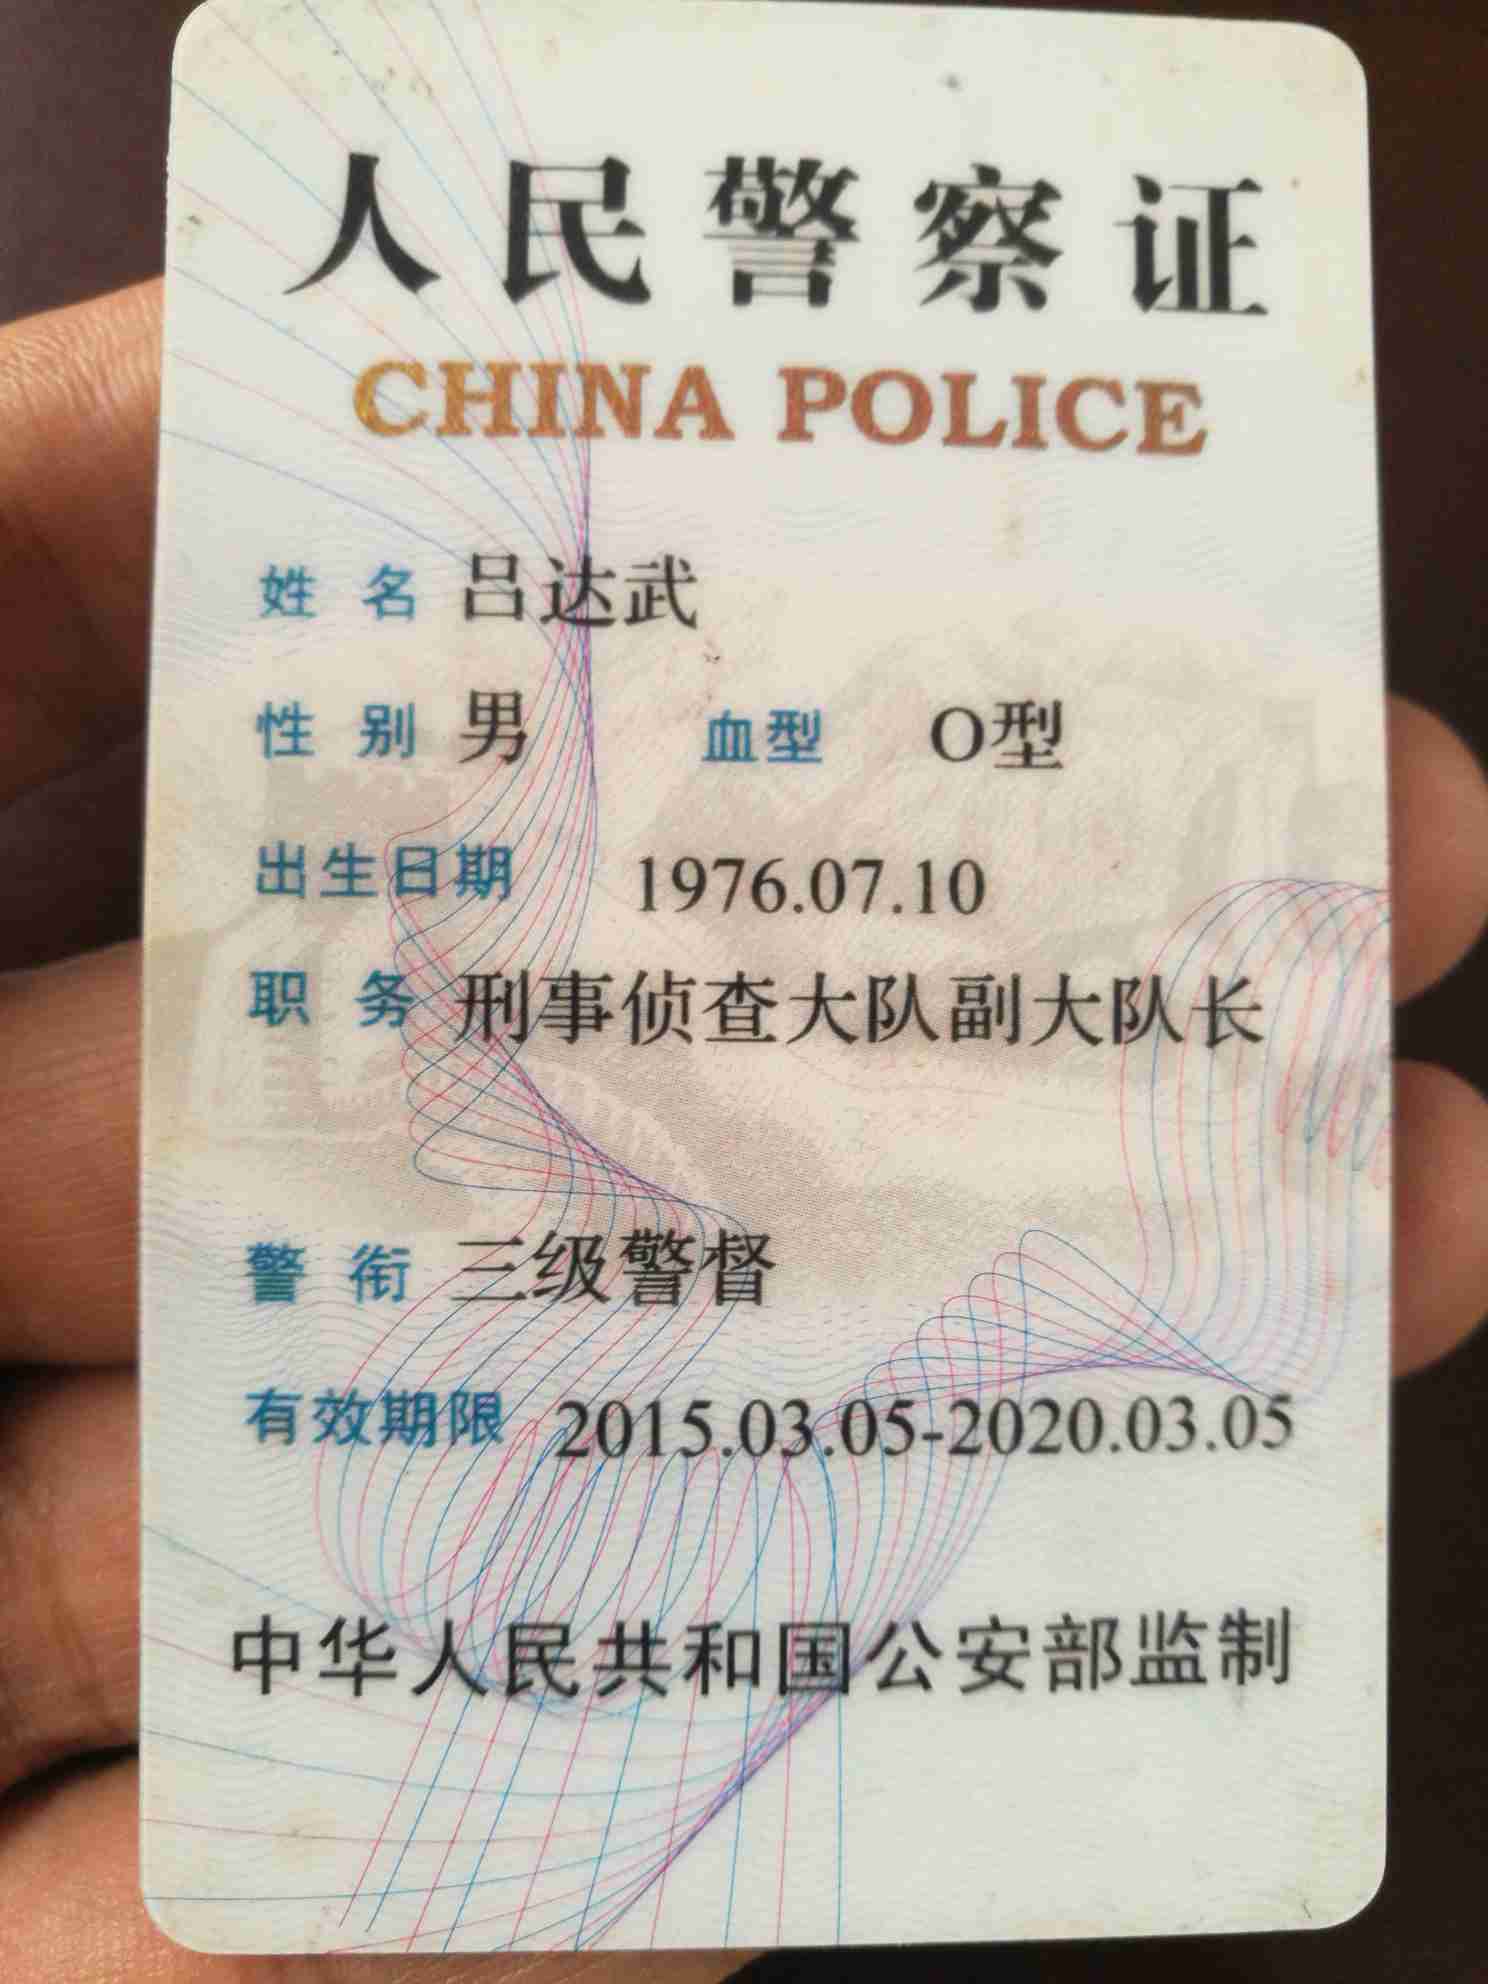 人民警察证
CHINA POLICE
姓 名 吕达武
性 别 男 血型 O型
出生日期 1976.07.10
职 务 刑事侦查大队副大队长
警 衔 三级警督
有效期限 2015.03.05-2020.03.05
中华人民共和国公安部监制